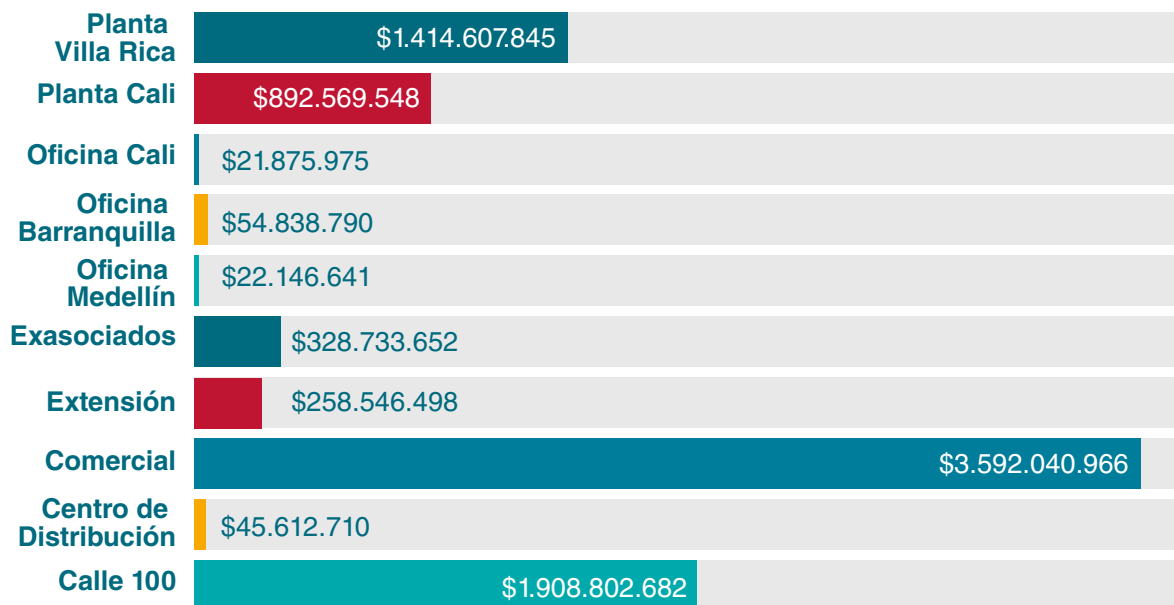 Planta
Villa Rica
$1.414.607.845
Planta Cali
$892.569.548
Oficina Cali
$21.875.975
Oficina
Barranquilla
$54.838.790
Oficina
Medellín
$22.146.641
Exasociados
$328.733.652
Extensión
$258.546.498
Comercial
$3.592.040.966
Centro de
Distribución
$45.612.710
Calle 100
$1.908.802.682